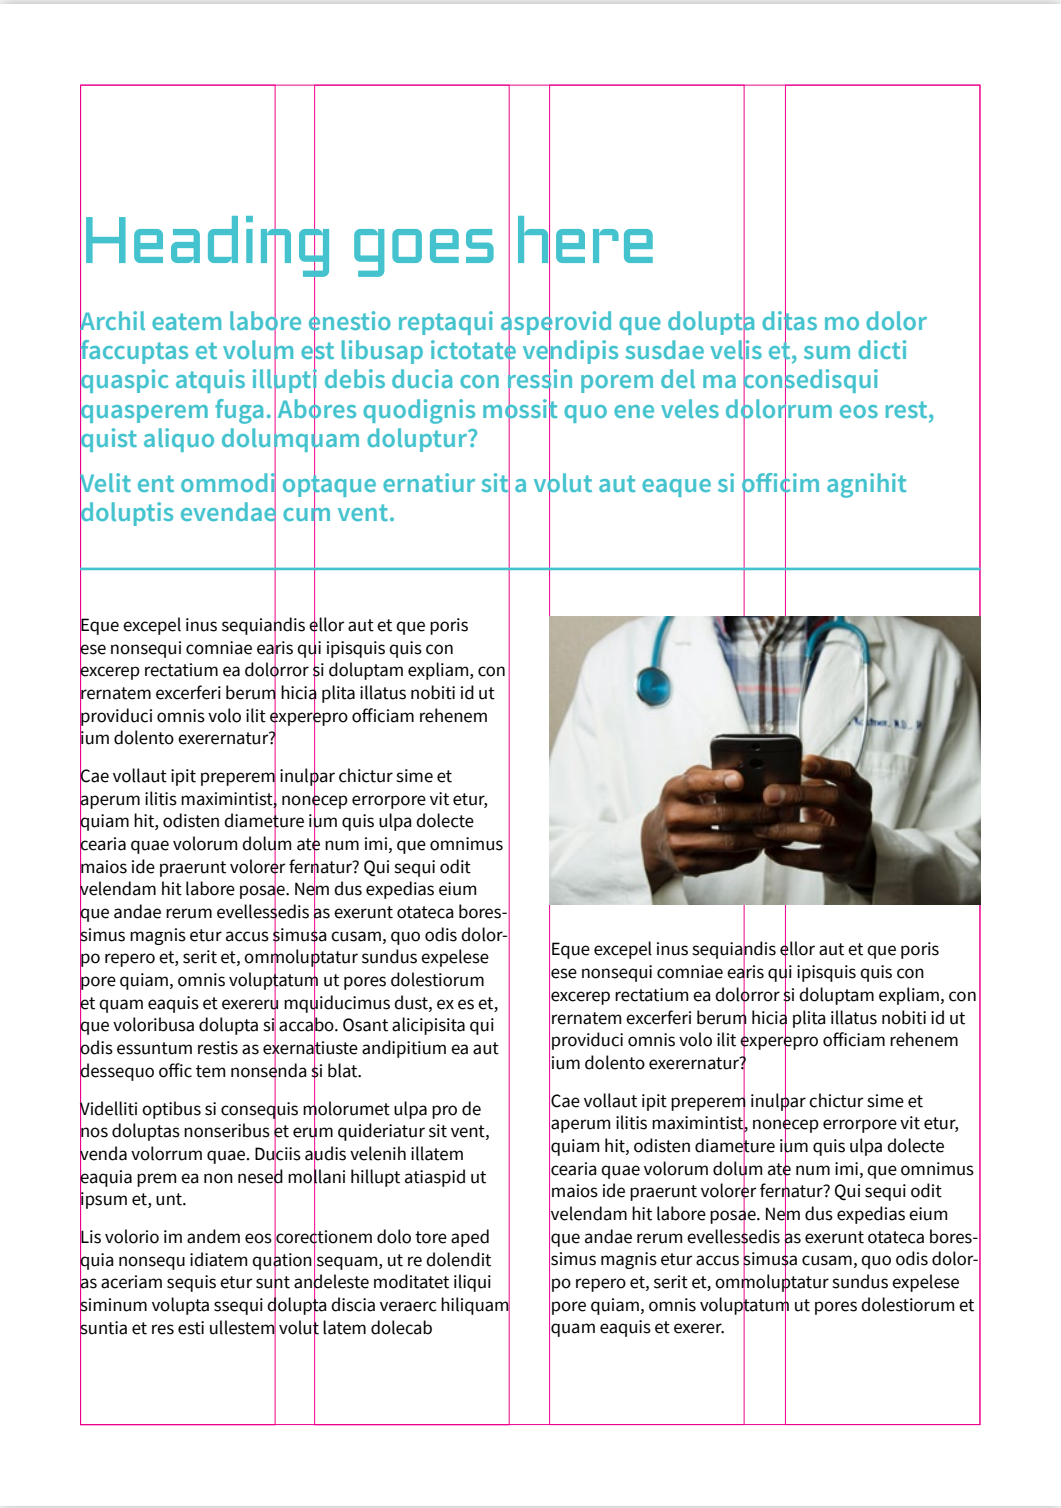 Heading goes here
Archil eatem labore enestio reptaqui asperovid que dolupta ditas mo dolor
faccuptas et volum est libusap ictotate vendipis susdae velis et, sum dicti
quaspic atquis illupti debis ducia con ressin porem del ma consedisqui
quasperem fuga. Abores quodignis mossit quo ene veles dolorrum eos rest,
quist aliquo dolumquam doluptur?
Velit ent ommodi optaque ernatiur sit a volut aut eaque si officim agnihit
doluptis evendae cum vent.
Eque excepel inus sequiandis ellor aut et que poris
ese nonsequi comniae earis qui ipisquis quis con
excerep rectatium ea dolorror si doluptam expliam, con
rernatem excerferi berum hicia plita illatus nobiti id ut
providuci omnis volo ilit experepro officiam rehenem
ium dolento exerernatur?
Cae vollaut ipit preperem inulpar chictur sime et
aperum ilitis maximintist, nonecep errorpore vit etur,
quiam hit, odisten diameture ium quis ulpa dolecte
cearia quae volorum dolum ate num imi, que omnimus
maios ide praerunt volorer fernatur? Qui sequi odit
velendam hit labore posae. Nem dus expedias eium
que andae rerum evellessedis as exerunt otateca bores-
simus magnis etur accus simusa cusam, quo odis dolor-
po repero et, serit et, ommoluptatur sundus expelese
pore quiam, omnis voluptatum ut pores dolestiorum
et quam eaquis et exereru mquiducimus dust, ex es et,
que voloribusa dolupta si accabo. Osant alicipisita qui
odis essuntum restis as exernatiuste andipitium ea aut
dessequo offic tem nonsenda si blat.
Videlliti optibus si consequis molorumet ulpa pro de
nos doluptas nonseribus et erum quideriatur sit vent,
venda volorrum quae. Duciis audis velenih illatem
eaquia prem ea non nesed mollani hillupt atiaspid ut
ipsum et, unt.
Lis volorio im andem eos corectionem dolo tore aped
quia nonsequ idiatem quation sequam, ut re dolendit
as aceriam sequis etur sunt andeleste moditatet iliqui
siminum volupta ssequi dolupta discia veraerc hiliquam
suntia et res esti ullestem volut latem dolecab
Eque excepel inus sequiandis ellor aut et que poris
ese nonsequi comniae earis qui ipisquis quis con
excerep rectatium ea dolorror si doluptam expliam, con
rernatem excerferi berum hicia plita illatus nobiti id ut
providuci omnis volo ilit experepro officiam rehenem
ium dolento exerernatur?
Cae vollaut ipit preperem inulpar chictur sime et
aperum ilitis maximintist, nonecep errorpore vit etur,
quiam hit, odisten diameture ium quis ulpa dolecte
cearia quae volorum dolum ate num imi, que omnimus
maios ide praerunt volorer fernatur? Qui sequi odit
velendam hit labore posae. Nem dus expedias eium
que andae rerum evellessedis as exerunt otateca bores-
simus magnis etur accus simusa cusam, quo odis dolor-
po repero et, serit et, ommoluptatur sundus expelese
pore quiam, omnis voluptatum ut pores dolestiorum et
quam eaquis et exerer.